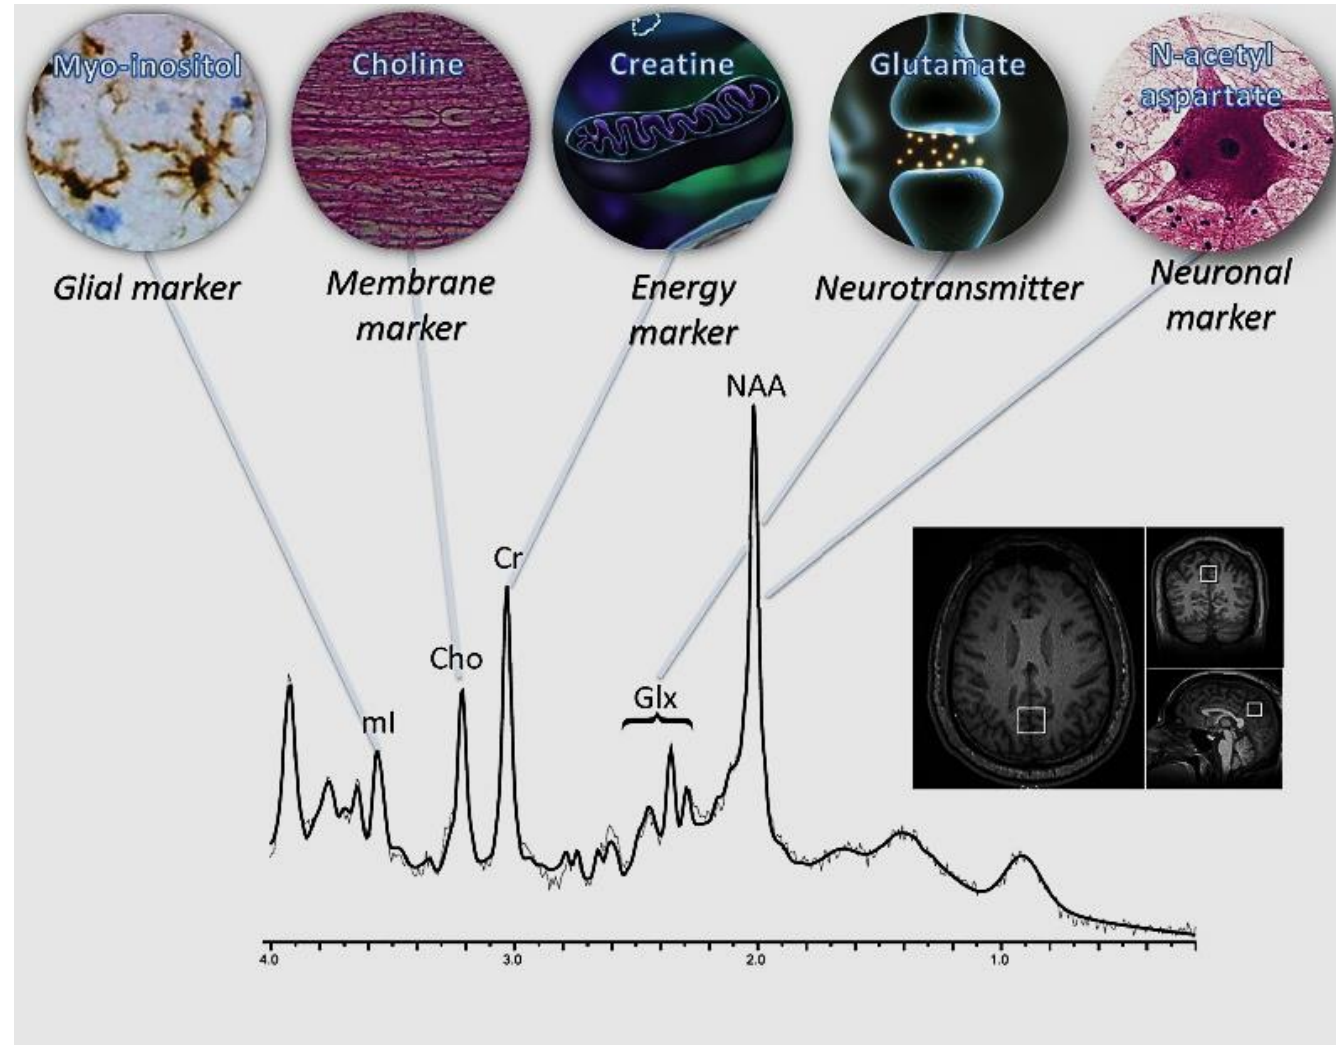 Myo-inositol
Choline
Creatine
Glutamate
N-acetyl
aspartate
Glial marker
Membrane
marker
Energy
marker
Neurotransmitter
Neuronal
marker
NAA
Cr
Cho
Glx
mI
4.0 3.0 2.0 1.0